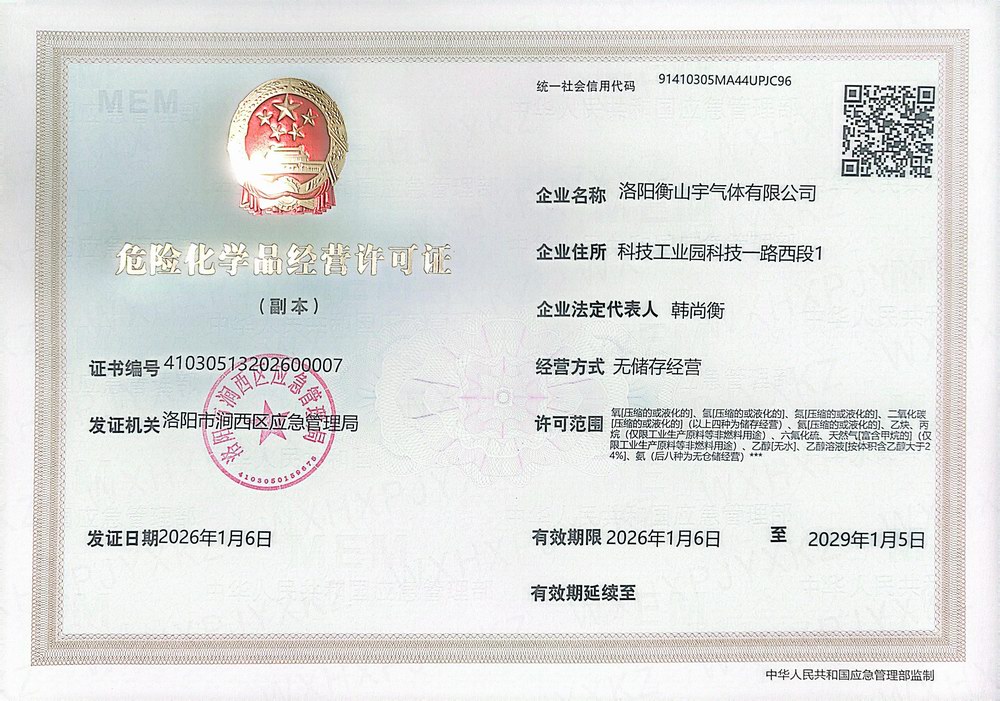 统一社会信用代码 91410305MA44UPJC96
危险化学品经营许可证
（副本）
证书编号 41030513202600007
发证机关 洛阳市涧西区应急管理局
发证日期 2026年1月6日
企业名称 洛阳衡山宇气体有限公司
企业住所 科技工业园科技一路西段1
企业法定代表人 韩尚衡
经营方式 无储存经营
许可范围 氧[压缩的或液化的]、氩[压缩的或液化的]、氮[压缩的或液化的]、二氧化碳
[压缩的或液化的]（以上四种为储存经营）、氦[压缩的或液化的]、乙炔、丙
烷（仅限工业生产原料等非燃料用途）、六氟化硫、天然气[富含甲烷的]（仅
限工业生产原料等非燃料用途）、乙醇[无水]、乙醇溶液[按体积含乙醇大于2
4%]、氨（后八种为无仓储经营）***
有效期限 2026年1月6日 至 2029年1月5日
有效期延续至
洛阳市涧西区应急管理局
4103050159676
MEM
中华人民共和国应急管理部监制